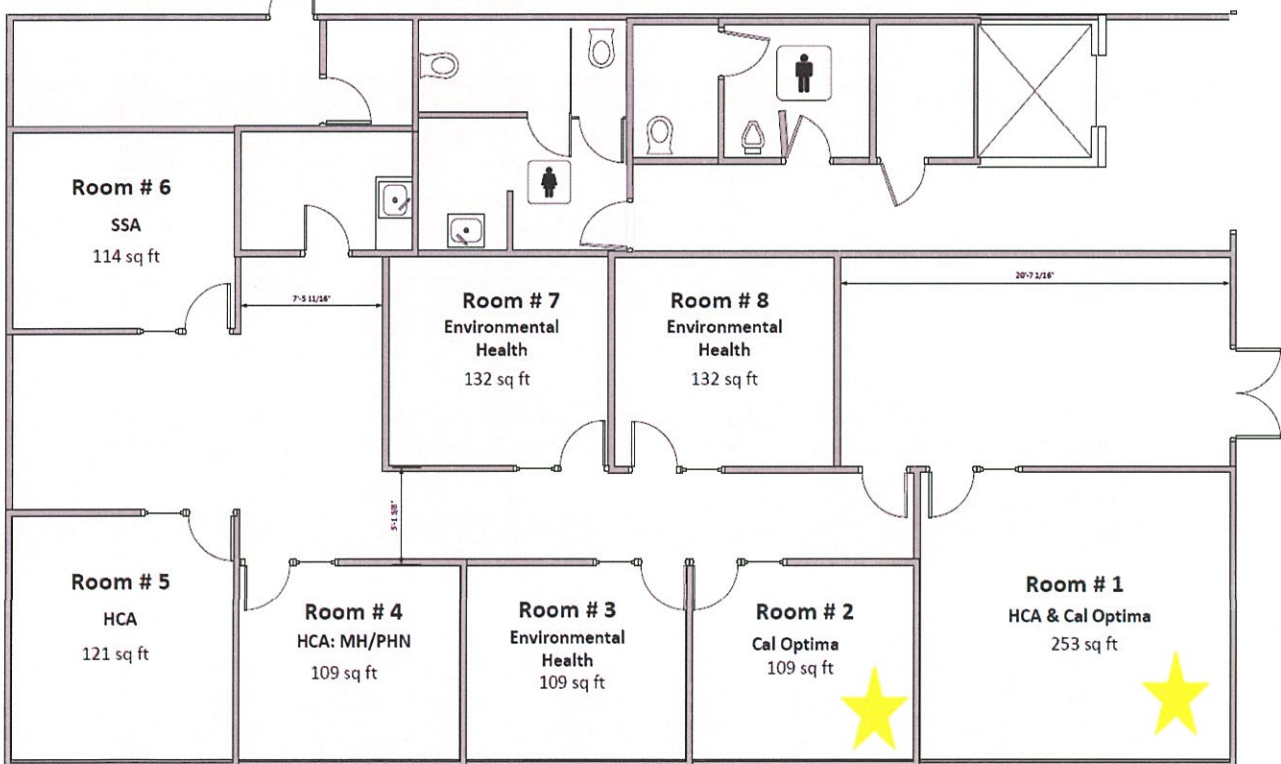 Room # 6
SSA
114 sq ft
7'-5 11/16"
Room # 7
Environmental
Health
132 sq ft
Room # 8
Environmental
Health
132 sq ft
20'-7 1/16"
5'-1 5/8"
Room # 5
HCA
121 sq ft
Room # 4
HCA: MH/PHN
109 sq ft
Room # 3
Environmental
Health
109 sq ft
Room # 2
Cal Optima
109 sq ft
Room # 1
HCA & Cal Optima
253 sq ft